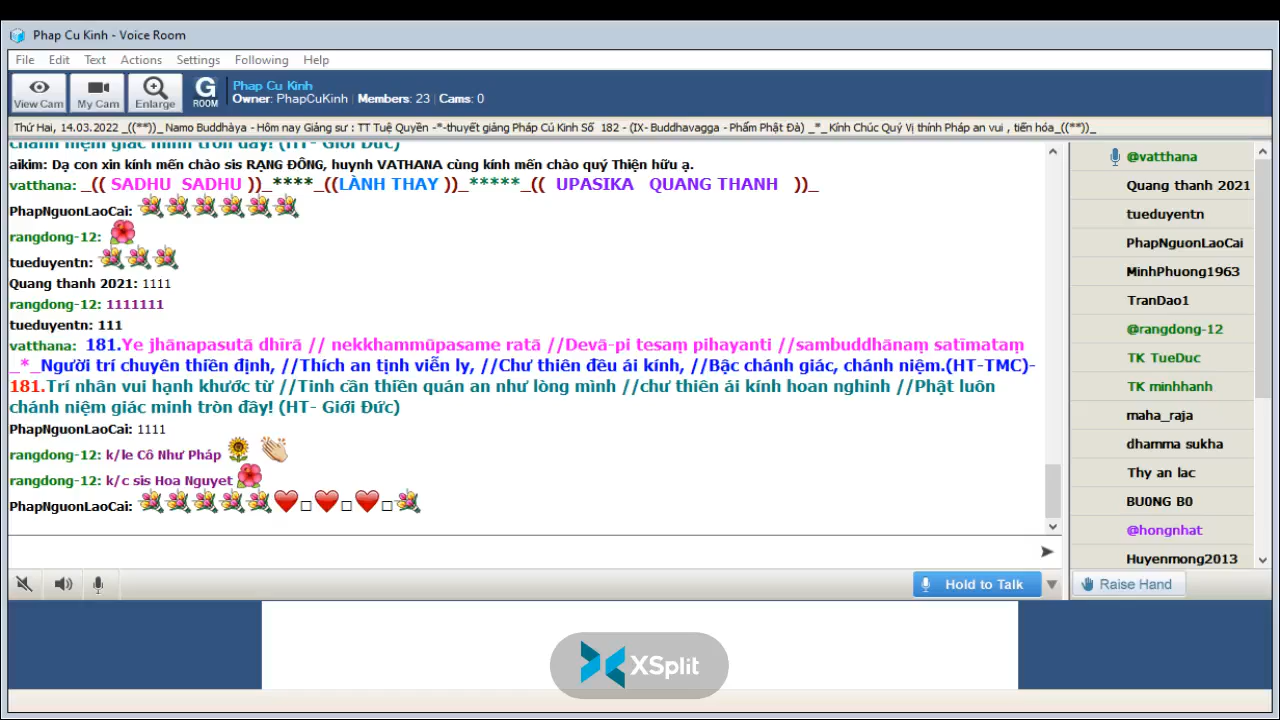 Phap Cu Kinh - Voice Room
File Edit Text Actions Settings Following Help
View Cam My Cam Enlarge G ROOM
Phap Cu Kinh
Owner: PhapCuKinh | Members: 23 | Cams: 0
Thứ Hai, 14.03.2022 _((**))_ Namo Buddhàya - Hôm nay Giảng sư : TT Tuệ Quyền -*-thuyết giảng Pháp Cú Kinh Số 182 - (IX- Buddhavagga - Phẩm Phật Đà) _*_ Kính Chúc Quý Vị thính Pháp an vui , tiến hóa_((**))_
chánh niệm giác minh tròn đầy! (HT- Giới Đức)
aikim: Dạ con xin kính mến chào sis RẠNG ĐÔNG, huynh VATHANA cùng kính mến chào quý Thiện hữu ạ.
vatthana: _(( SADHU SADHU ))_****_((LÀNH THAY ))_*****_(( UPASIKA QUANG THANH ))_
PhapNguonLaoCai:
rangdong-12:
tueduyentn:
Quang thanh 2021: 1111
rangdong-12: 1111111
tueduyentn: 111
vatthana: 181.Ye jhānapasutā dhīrā // nekkhammūpasame ratā //Devā-pi tesaṃ pihayanti //sambuddhānaṃ satīmataṃ
_*_Người trí chuyên thiền định, //Thích an tịnh viễn ly, //Chư thiên đều ái kính, //Bậc chánh giác, chánh niệm.(HT-TMC)-
181.Trí nhân vui hạnh khước từ //Tinh cần thiền quán an như lòng mình //chư thiên ái kính hoan nghinh //Phật luôn
chánh niệm giác minh tròn đầy! (HT- Giới Đức)
PhapNguonLaoCai: 1111
rangdong-12: k/le Cô Như Pháp
rangdong-12: k/c sis Hoa Nguyet
PhapNguonLaoCai:
@vatthana
Quang thanh 2021
tueduyentn
PhapNguonLaoCai
MinhPhuong1963
TranDao1
@rangdong-12
TK TueDuc
TK minhhanh
maha_raja
dhamma sukha
Thy an lac
BU0NG B0
@hongnhat
Huyenmong2013
Hold to Talk
Raise Hand
XSplit